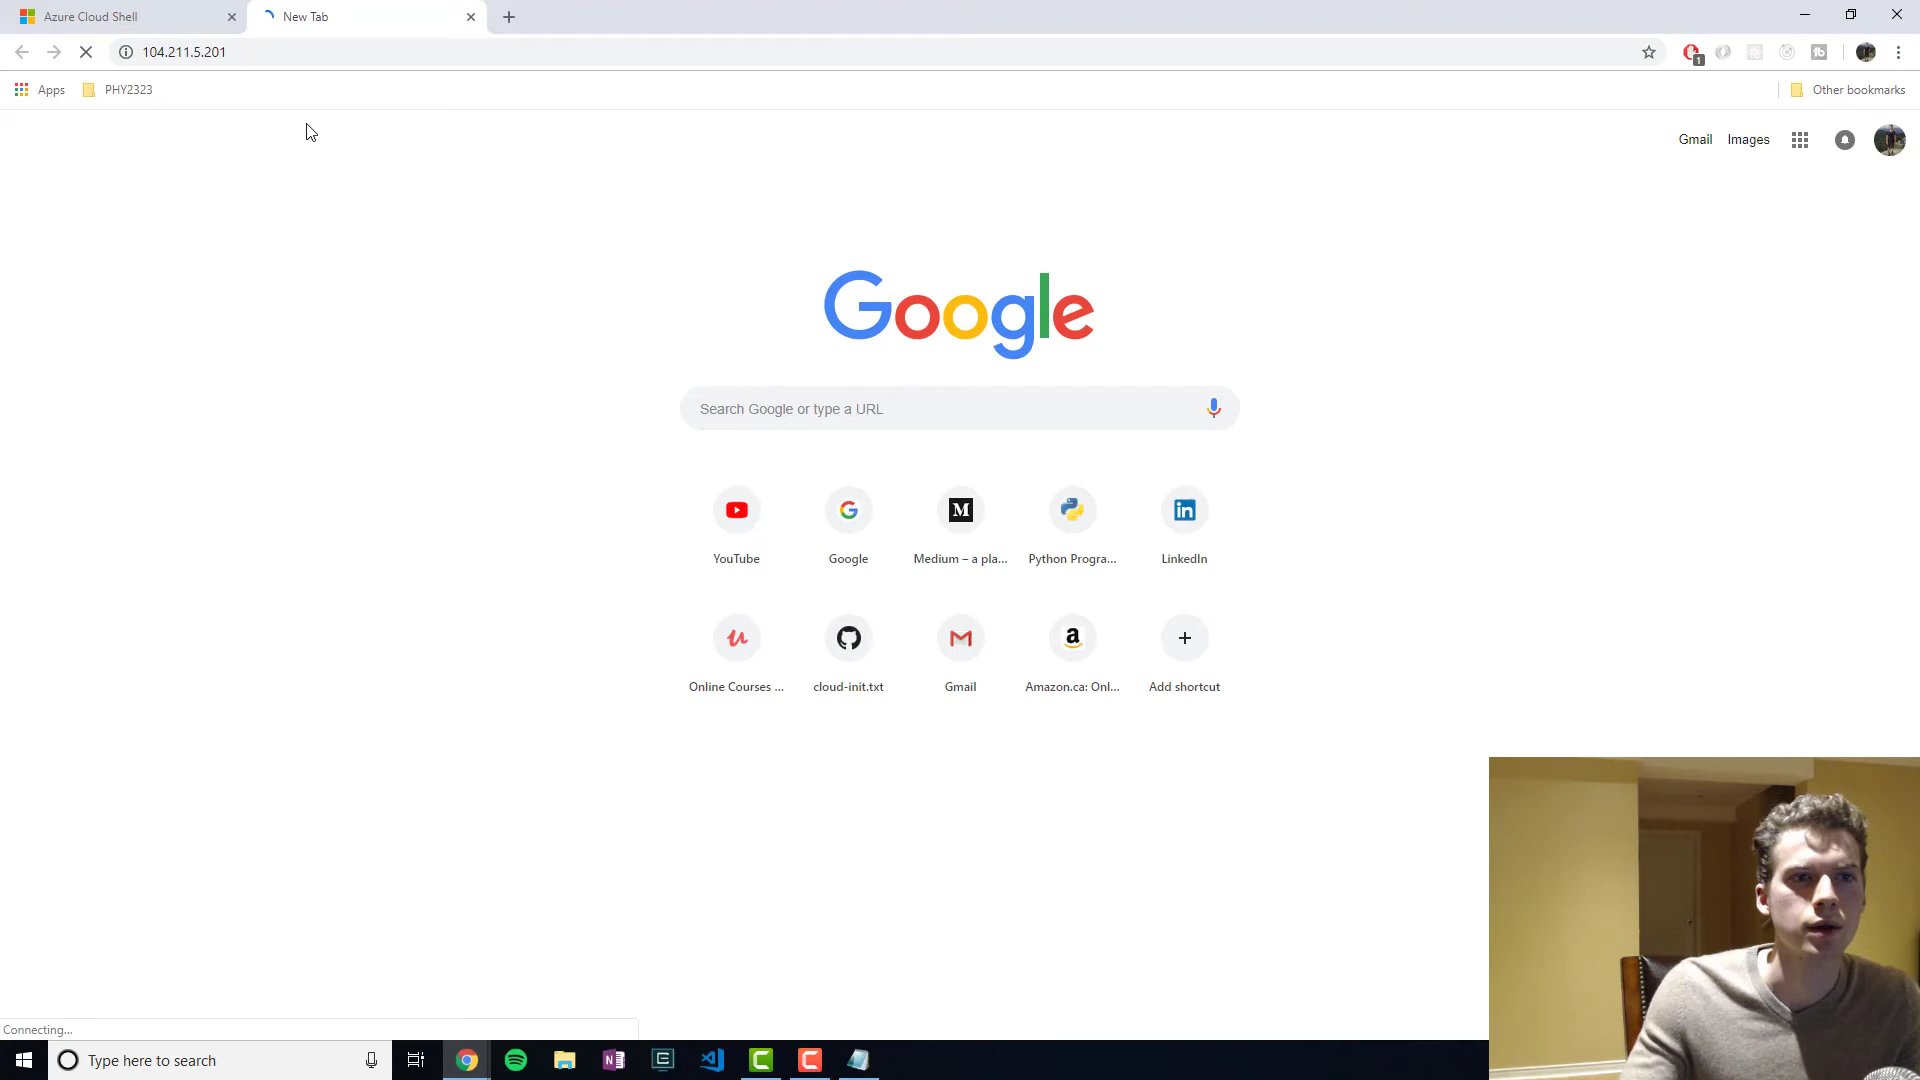 Azure Cloud Shell
New Tab
104.211.5.201
1
Apps
PHY2323
Other bookmarks
Gmail
Images
Google
Search Google or type a URL
M
in
YouTube
Google
Medium – a pla...
Python Progra...
LinkedIn
Online Courses ...
cloud-init.txt
Gmail
Amazon.ca: Onl...
Add shortcut
Connecting...
Type here to search